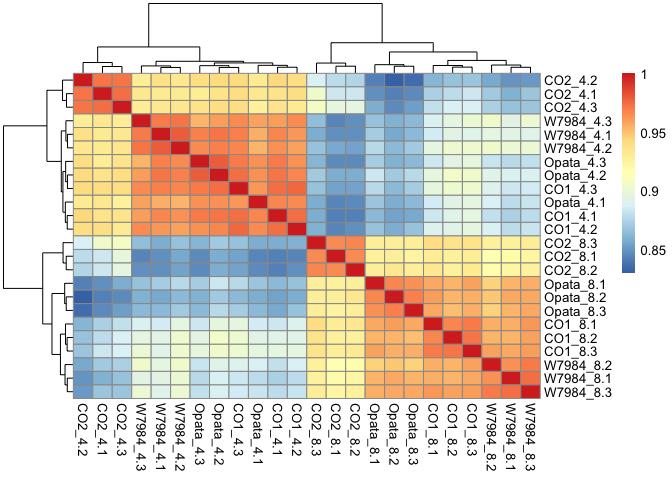 CO2_4.2
CO2_4.1
CO2_4.3
W7984_4.3
W7984_4.1
W7984_4.2
Opata_4.3
Opata_4.2
CO1_4.3
Opata_4.1
CO1_4.1
CO1_4.2
CO2_8.3
CO2_8.1
CO2_8.2
Opata_8.1
Opata_8.2
Opata_8.3
CO1_8.1
CO1_8.2
CO1_8.3
W7984_8.2
W7984_8.1
W7984_8.3
1
0.95
0.9
0.85
CO2_4.2
CO2_4.1
CO2_4.3
W7984_4.3
W7984_4.1
W7984_4.2
Opata_4.3
Opata_4.2
CO1_4.3
Opata_4.1
CO1_4.1
CO1_4.2
CO2_8.3
CO2_8.1
CO2_8.2
Opata_8.1
Opata_8.2
Opata_8.3
CO1_8.1
CO1_8.2
CO1_8.3
W7984_8.2
W7984_8.1
W7984_8.3